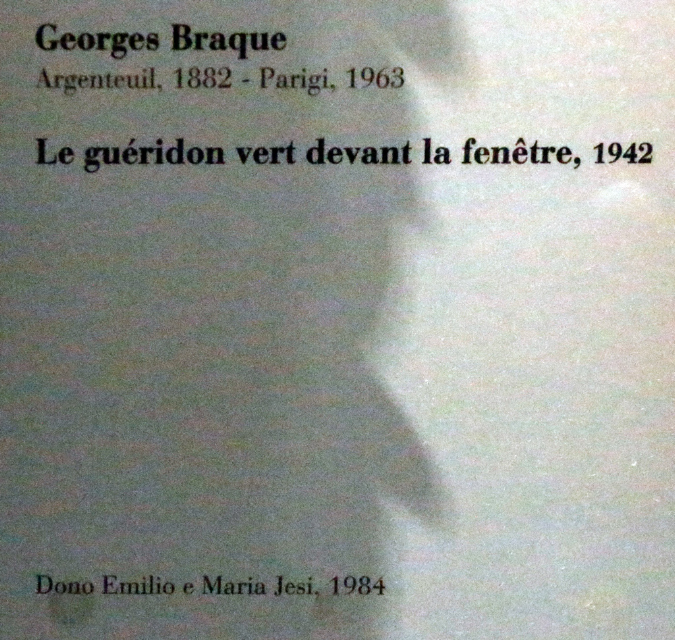 Georges Braque
Argenteuil, 1882 - Parigi, 1963
Le guéridon vert devant la fenêtre, 1942
Dono Emilio e Maria Jesi, 1984